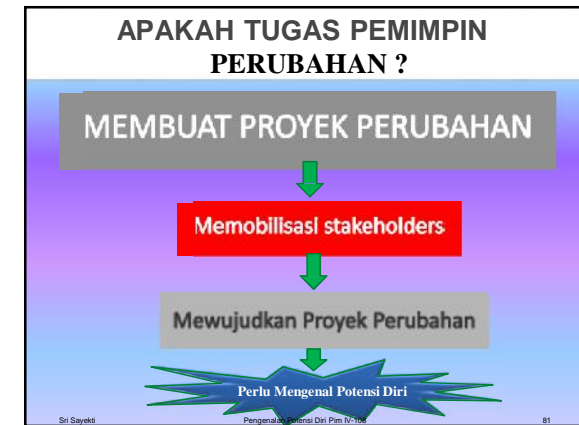 APAKAH TUGAS PEMIMPIN
PERUBAHAN ?
MEMBUAT PROYEK PERUBAHAN
Memobilisasi stakeholders
Mewujudkan Proyek Perubahan
Perlu Mengenal Potensi Diri
Sri Sayekti
Pengenalan Potensi Diri Pim IV-108
81